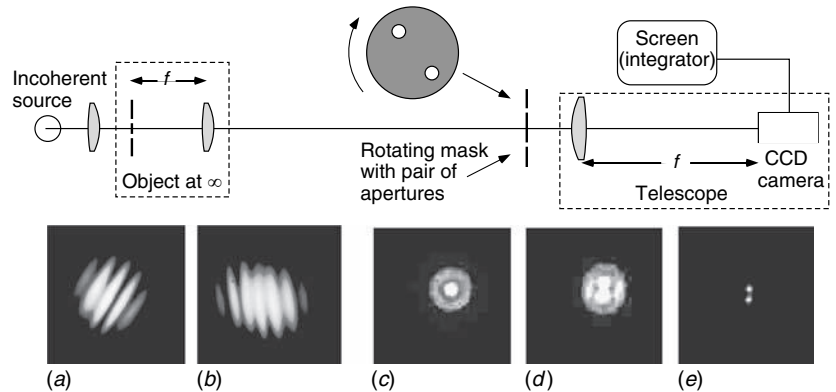 Incoherent
source
f
Object at ∞
Rotating mask
with pair of
apertures
Screen
(integrator)
f
CCD
camera
Telescope
(a)
(b)
(c)
(d)
(e)